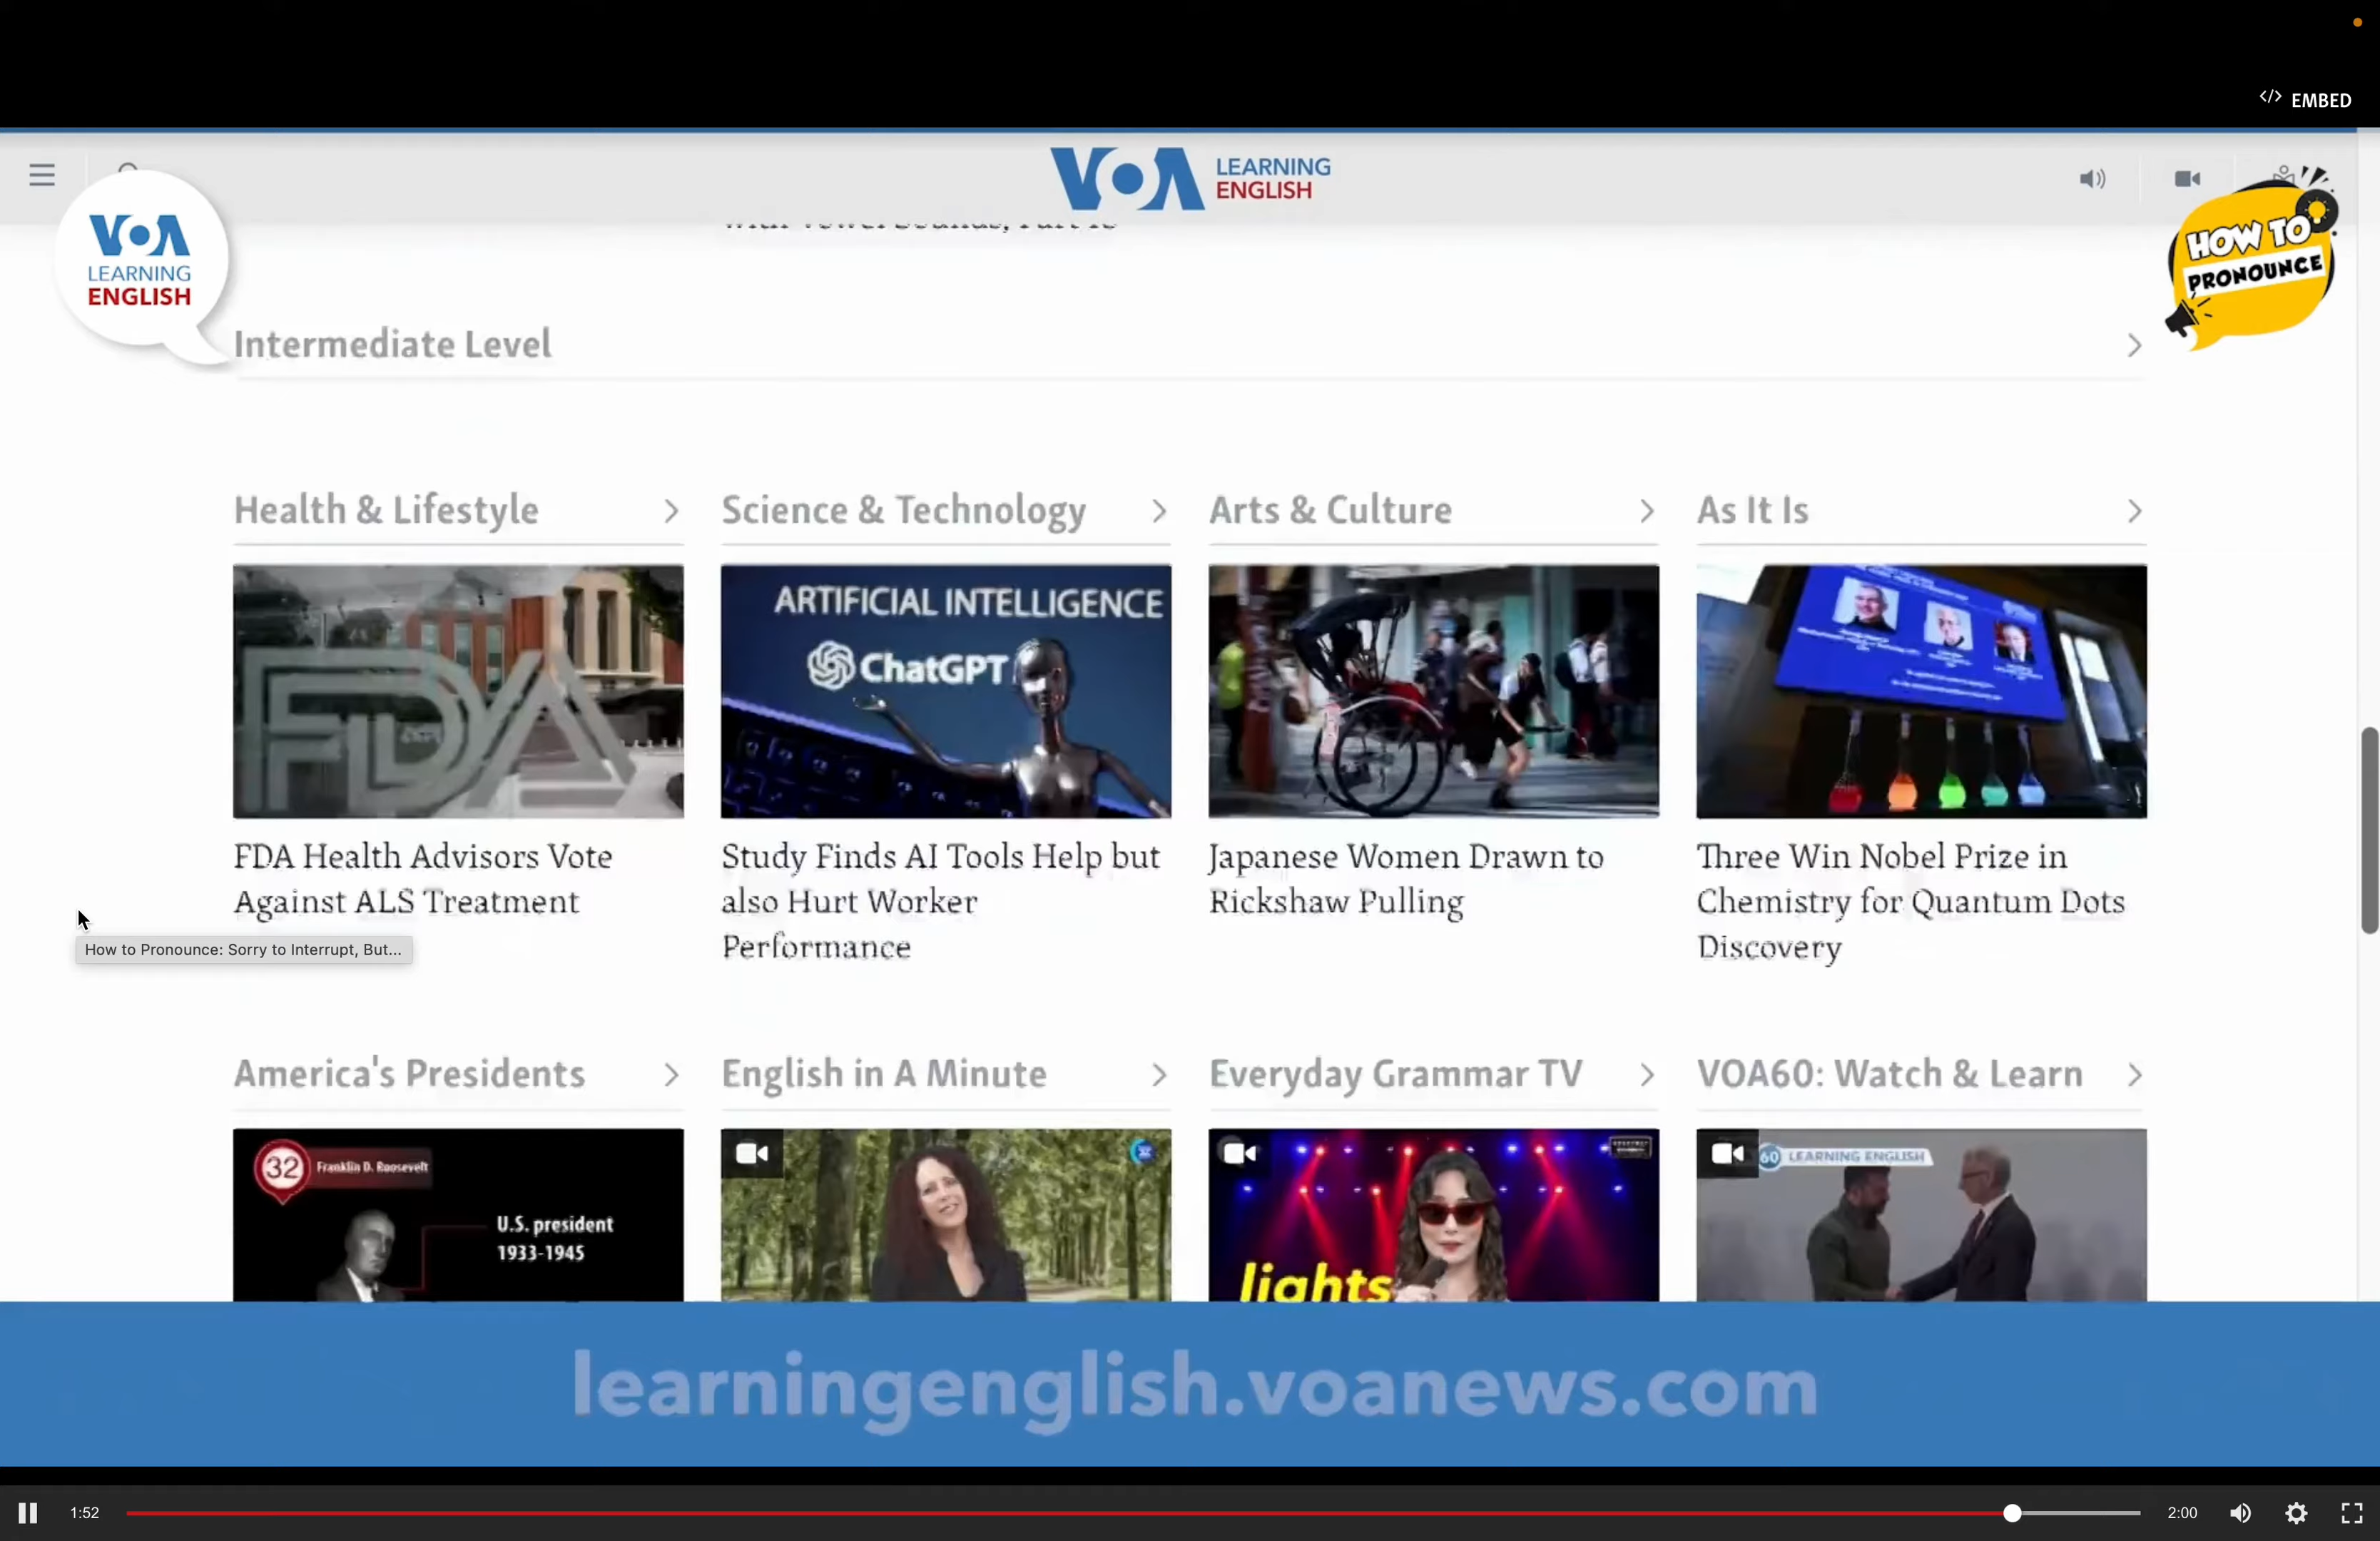 </> EMBED
VOA LEARNING
ENGLISH
VOA
LEARNING
ENGLISH
HOW TO
PRONOUNCE
Intermediate Level
Health & Lifestyle
Science & Technology
Arts & Culture
As It Is
FDA
ARTIFICIAL INTELLIGENCE
ChatGPT
FDA Health Advisors Vote
Against ALS Treatment
Study Finds AI Tools Help but
also Hurt Worker
Performance
Japanese Women Drawn to
Rickshaw Pulling
Three Win Nobel Prize in
Chemistry for Quantum Dots
Discovery
How to Pronounce: Sorry to Interrupt, But...
America's Presidents
English in A Minute
Everyday Grammar TV
VOA60: Watch & Learn
32 Franklin D. Roosevelt
U.S. president
1933-1945
lights
60 LEARNING ENGLISH
learningenglish.voanews.com
1:52
2:00